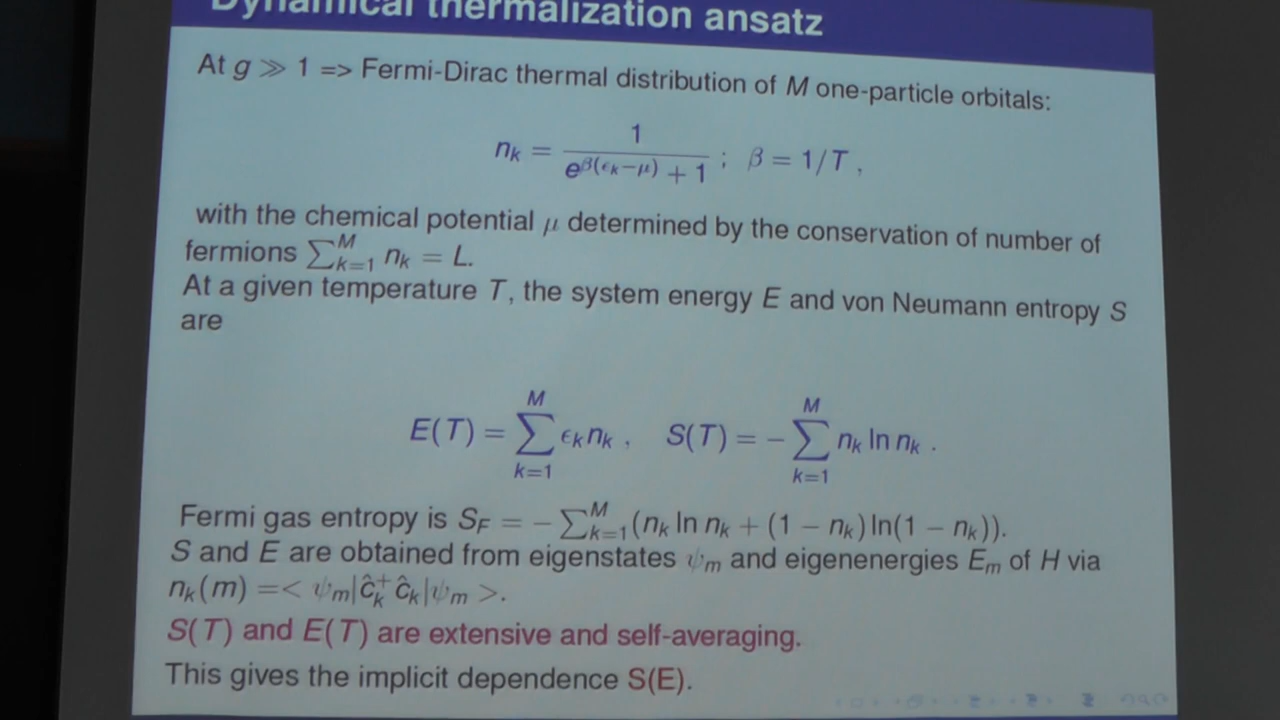 Dynamical thermalization ansatz
At g ≫ 1 => Fermi-Dirac thermal distribution of M one-particle orbitals:
n_k = 1 / (e^{β(ϵ_k−μ)} + 1) ; β = 1/T ,
with the chemical potential μ determined by the conservation of number of
fermions ∑_{k=1}^{M} n_k = L.
At a given temperature T, the system energy E and von Neumann entropy S
are
E(T) = ∑_{k=1}^{M} ϵ_k n_k , S(T) = − ∑_{k=1}^{M} n_k ln n_k .
Fermi gas entropy is S_F = − ∑_{k=1}^{M} (n_k ln n_k + (1 − n_k) ln(1 − n_k)).
S and E are obtained from eigenstates ψ_m and eigenenergies E_m of H via
n_k(m) =< ψ_m|ĉ_k^+ ĉ_k|ψ_m >.
S(T) and E(T) are extensive and self-averaging.
This gives the implicit dependence S(E).